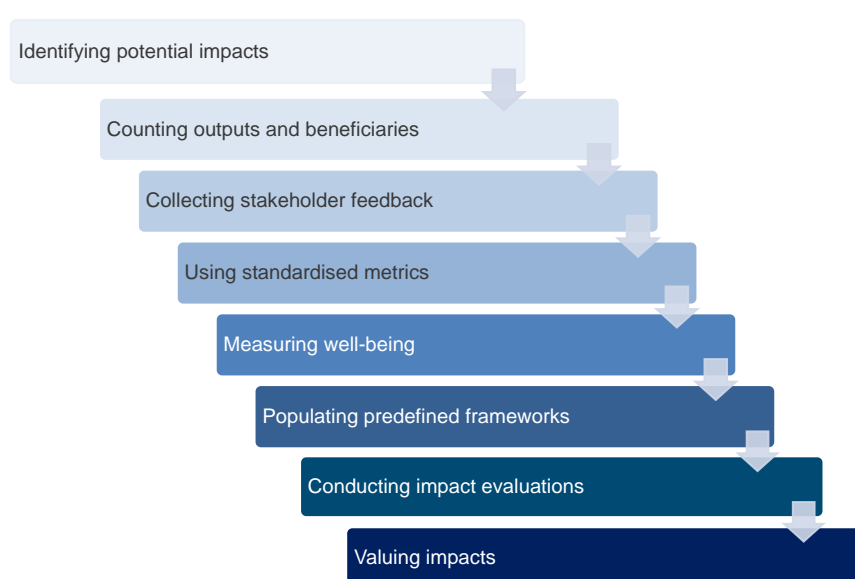 Identifying potential impacts
Counting outputs and beneficiaries
Collecting stakeholder feedback
Using standardised metrics
Measuring well-being
Populating predefined frameworks
Conducting impact evaluations
Valuing impacts